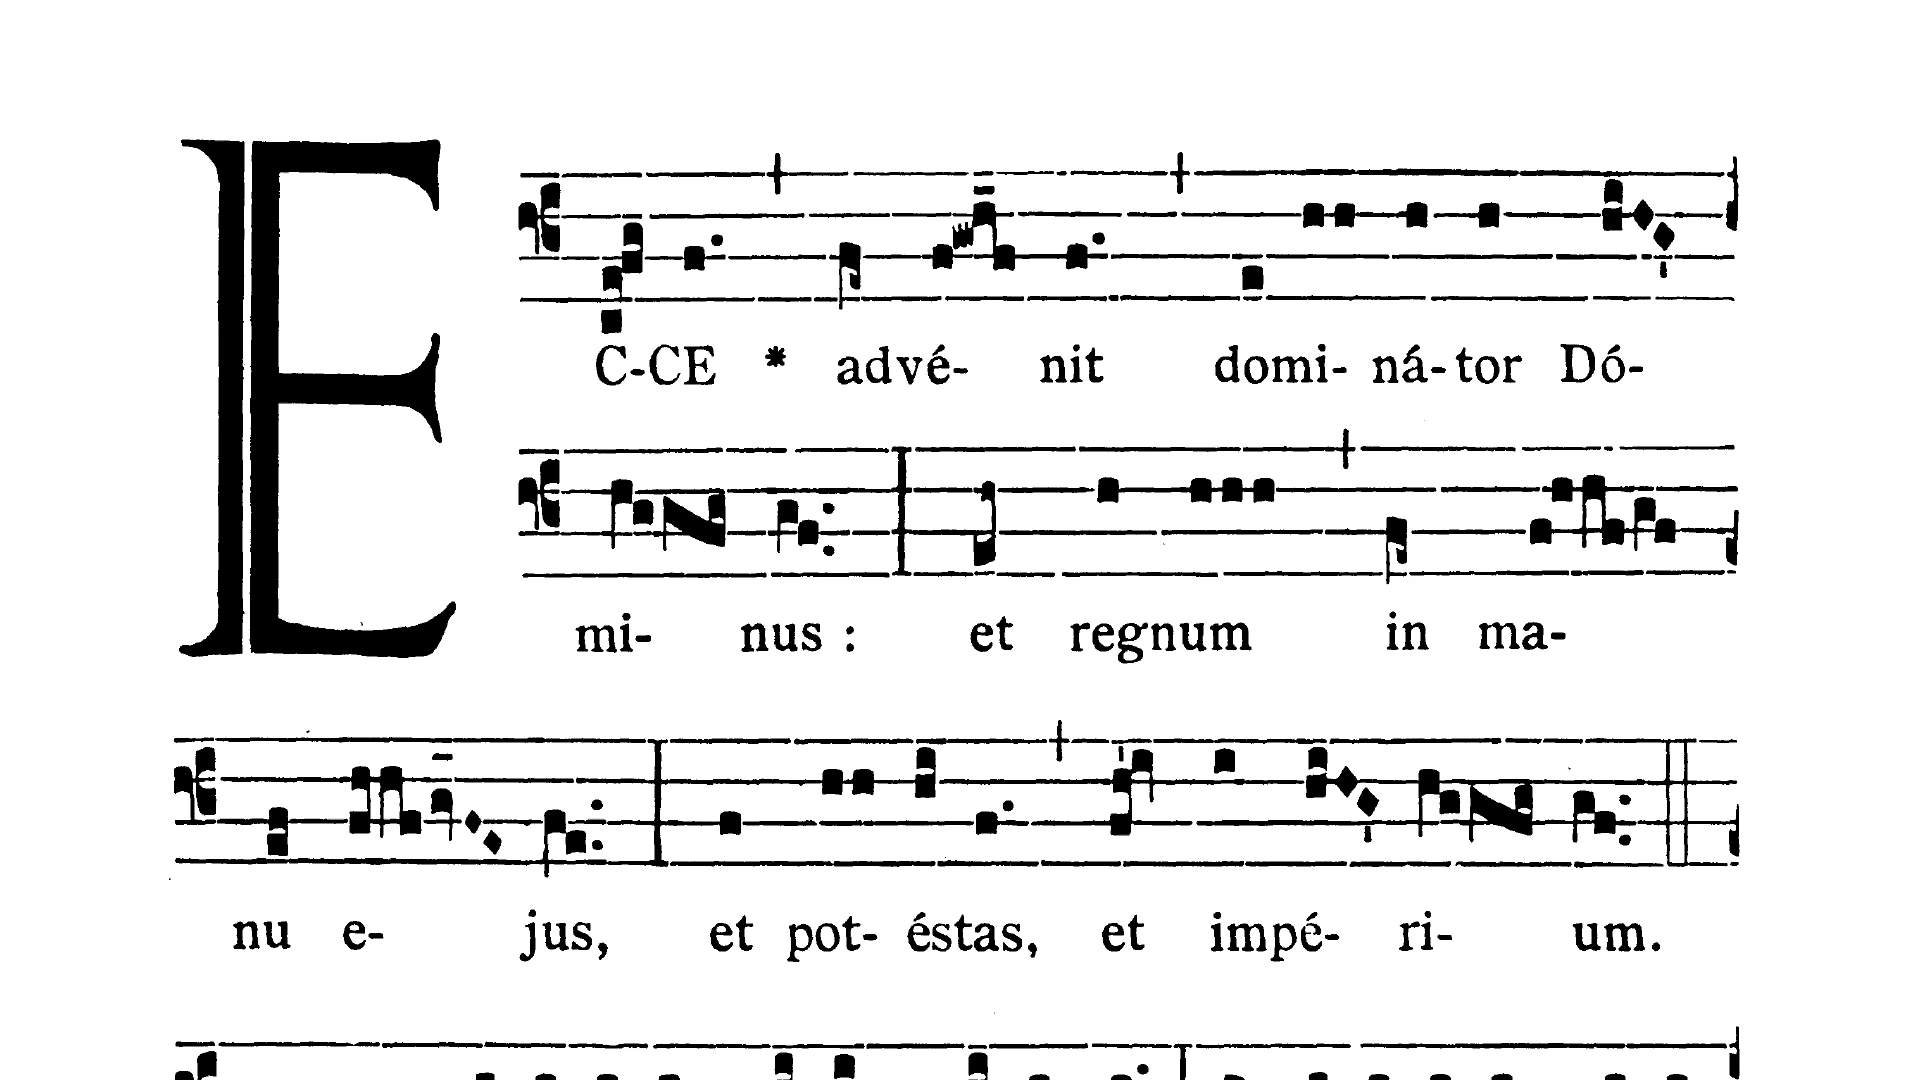 EC-CE * advé- nit domi- ná-tor Dó-
mi- nus : et regnum in ma-
nu e- jus, et pot- éstas, et impé- ri- um.